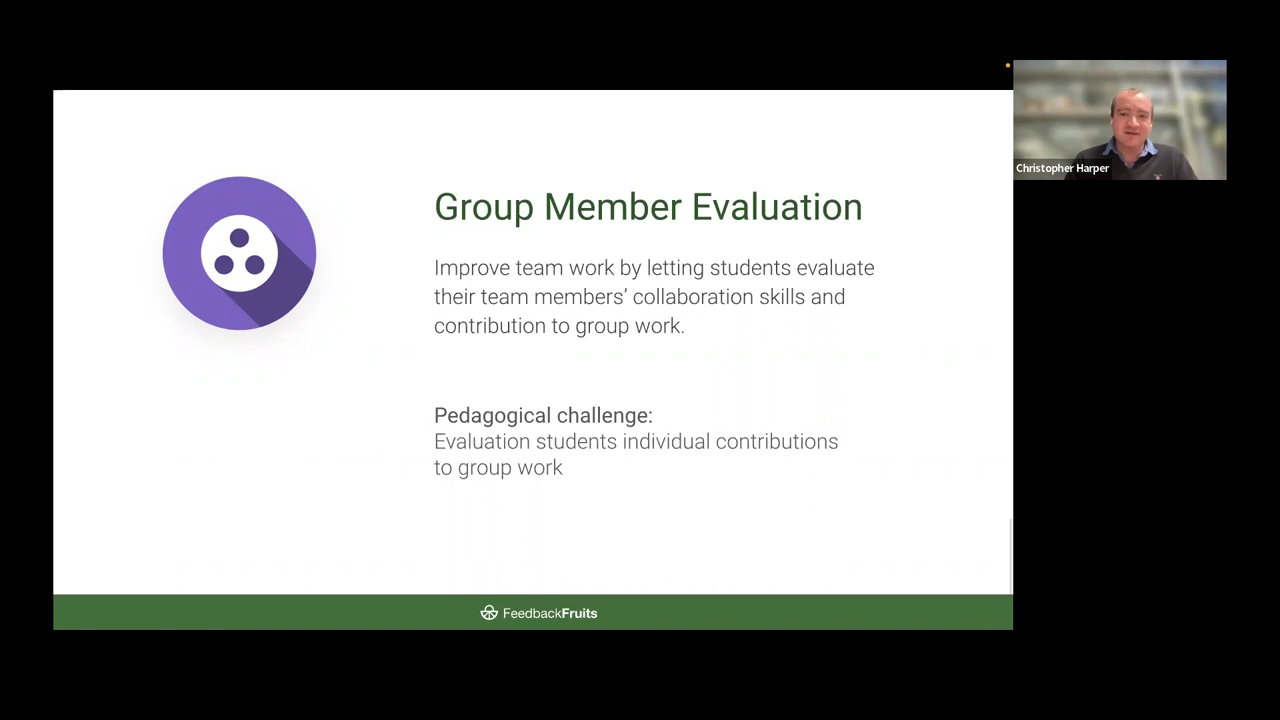 Group Member Evaluation
Improve team work by letting students evaluate
their team members’ collaboration skills and
contribution to group work.
Pedagogical challenge:
Evaluation students individual contributions
to group work
FeedbackFruits
Christopher Harper